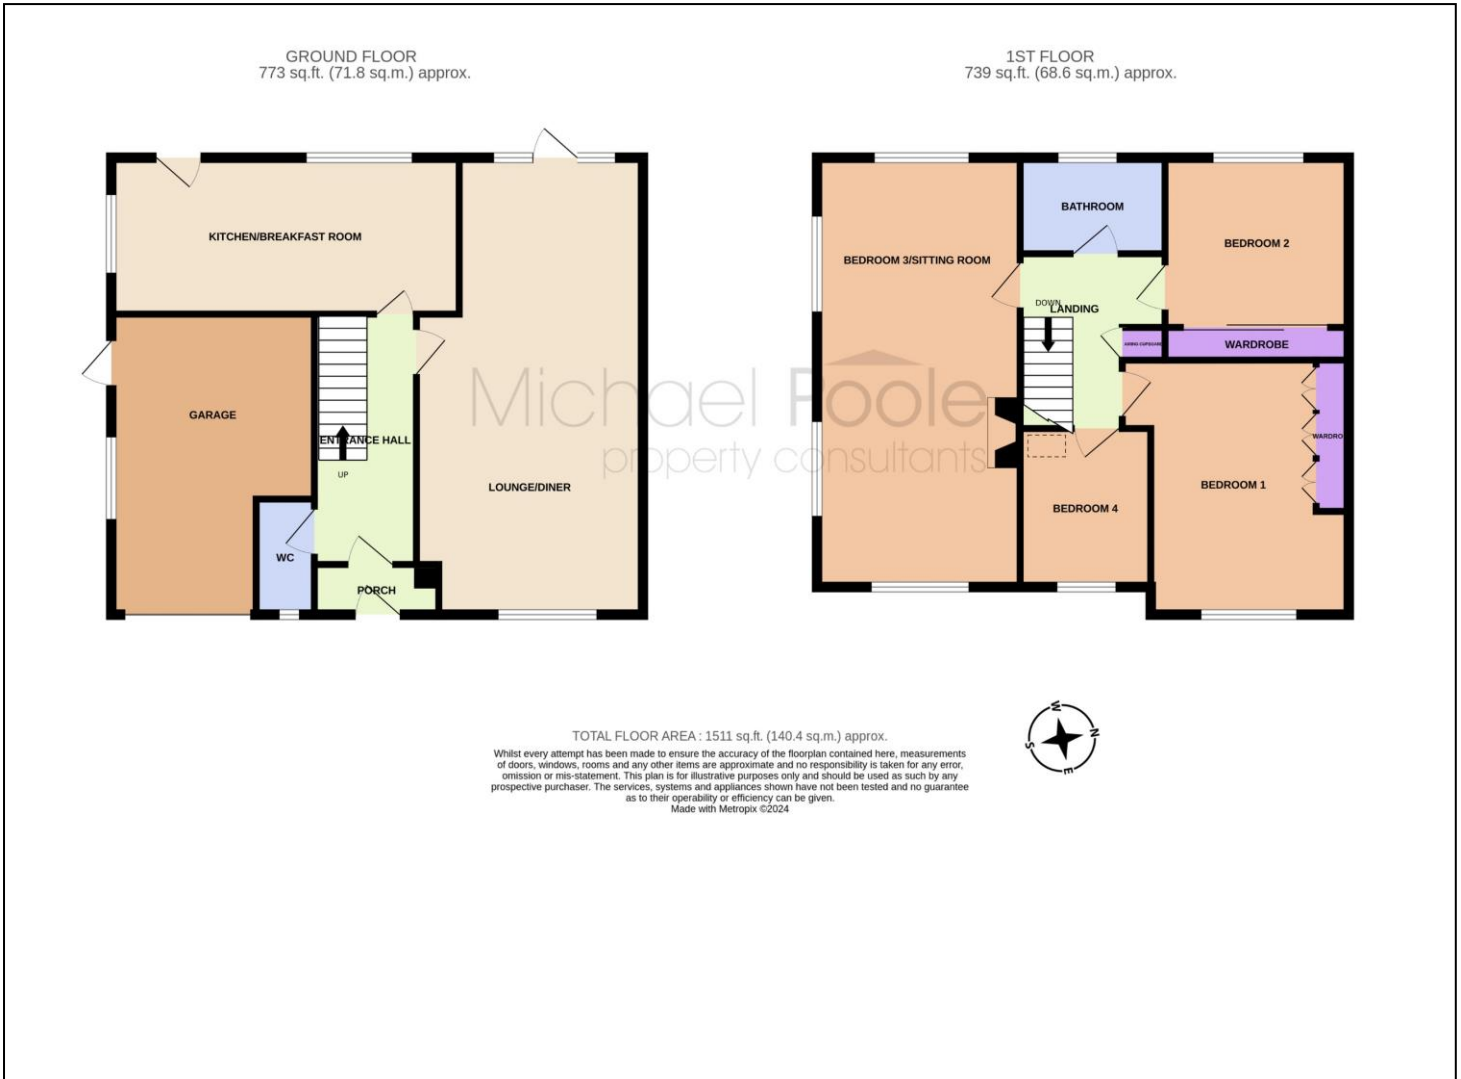 GROUND FLOOR
773 sq.ft. (71.8 sq.m.) approx.
1ST FLOOR
739 sq.ft. (68.6 sq.m.) approx.
KITCHEN/BREAKFAST ROOM
GARAGE
ENTRANCE HALL
UP
LOUNGE/DINER
WC
PORCH
BATHROOM
BEDROOM 2
BEDROOM 3/SITTING ROOM
DOWN
LANDING
WARDROBE
WARDRO
BEDROOM 1
BEDROOM 4
Michael Poole
property consultants
TOTAL FLOOR AREA : 1511 sq.ft. (140.4 sq.m.) approx.
Whilst every attempt has been made to ensure the accuracy of the floorplan contained here, measurements
of doors, windows, rooms and any other items are approximate and no responsibility is taken for any error,
omission or mis-statement. This plan is for illustrative purposes only and should be used as such by any
prospective purchaser. The services, systems and appliances shown have not been tested and no guarantee
as to their operability or efficiency can be given.
Made with Metropix ©2024
W
N
S
E